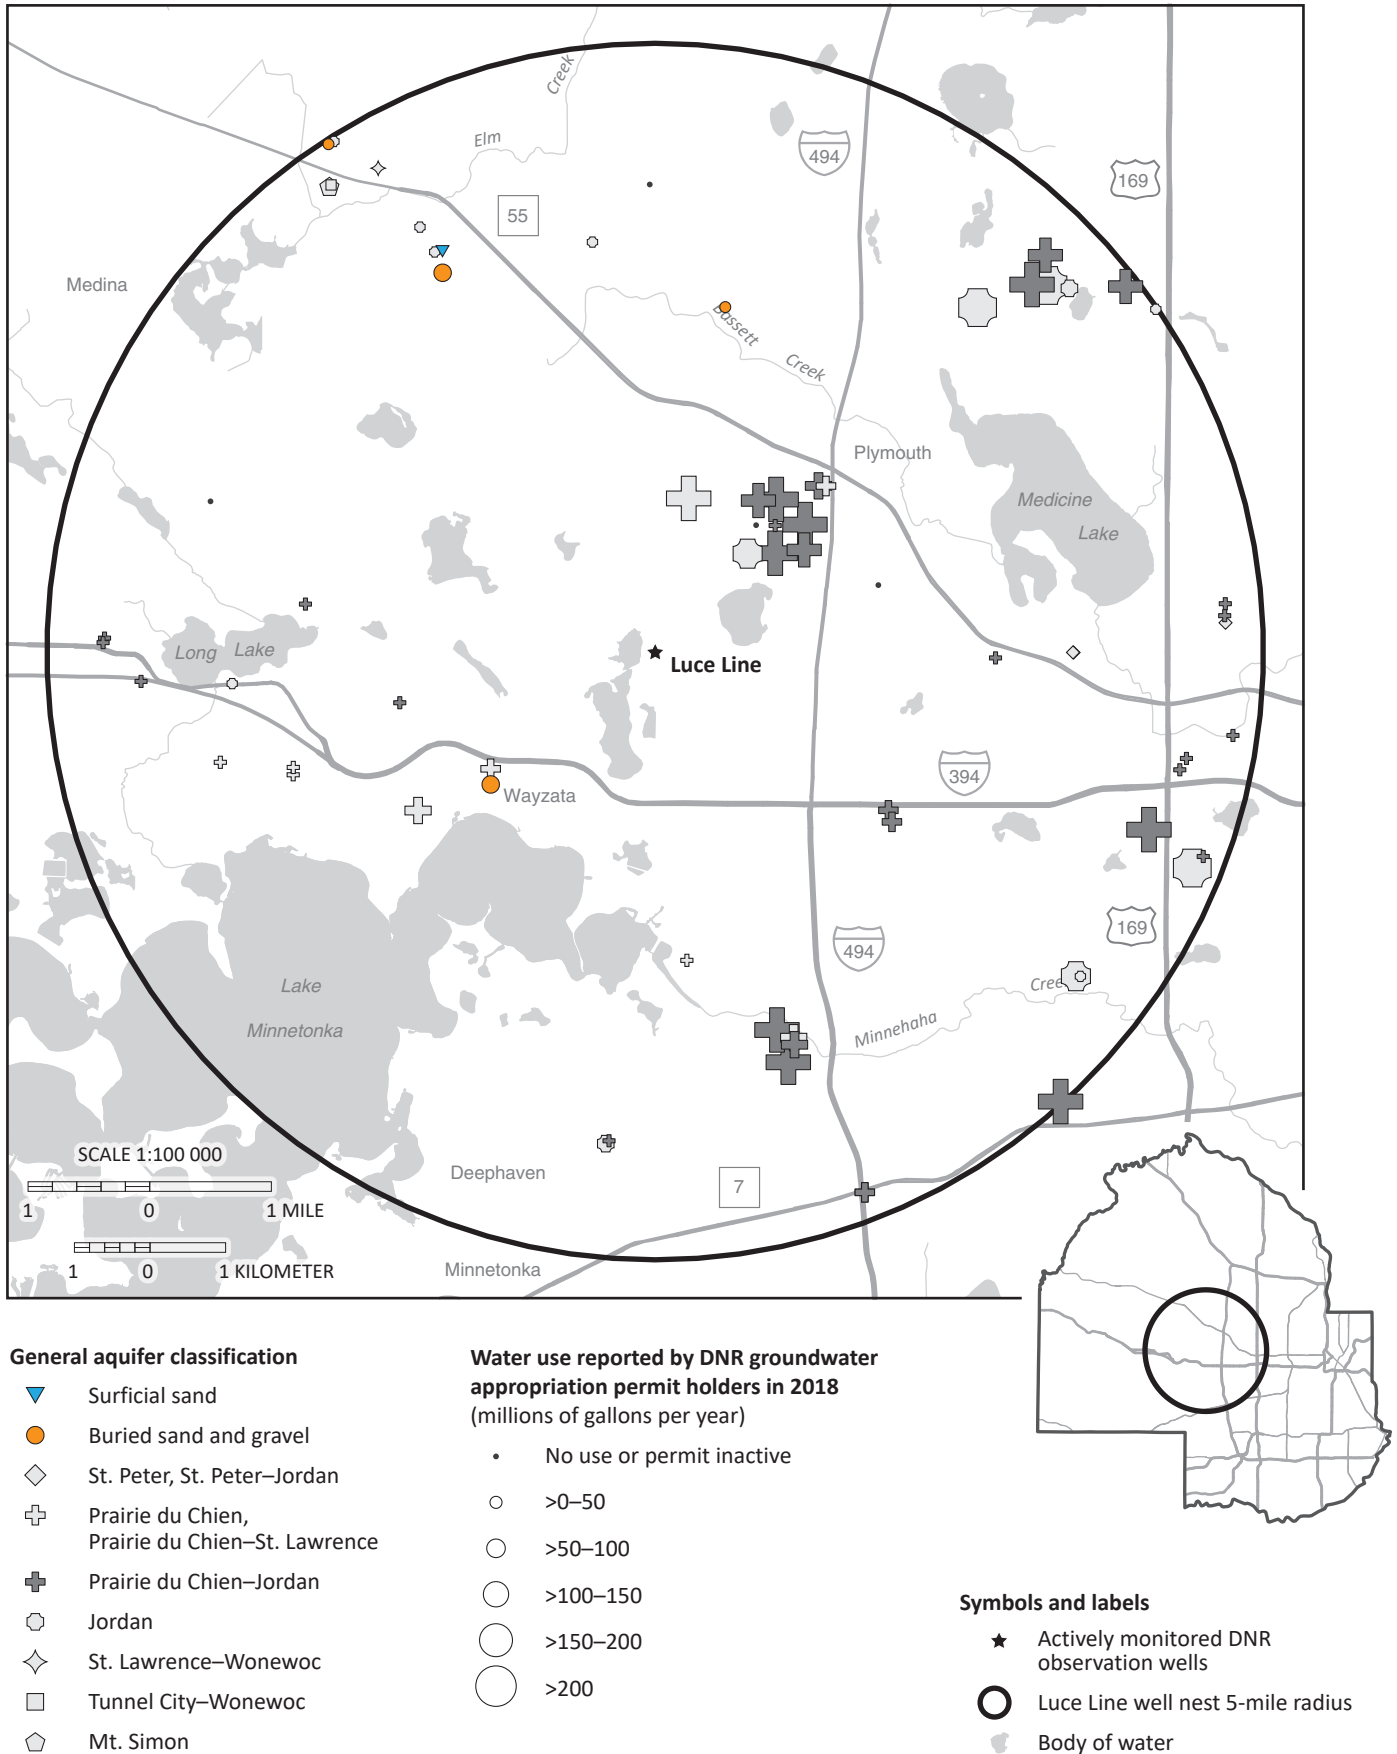 Creek
Elm
494
169
55
Medina
Bassett
Creek
Plymouth
Medicine
Lake
Long Lake
Luce Line
394
Wayzata
169
494
Lake
Minnetonka
Creek
Minnehaha
SCALE 1:100 000
1 0 1 MILE
1 0 1 KILOMETER
Deephaven
7
Minnetonka
General aquifer classification
Surficial sand
Buried sand and gravel
St. Peter, St. Peter–Jordan
Prairie du Chien,
Prairie du Chien–St. Lawrence
Prairie du Chien–Jordan
Jordan
St. Lawrence–Wonewoc
Tunnel City–Wonewoc
Mt. Simon
Water use reported by DNR groundwater
appropriation permit holders in 2018
(millions of gallons per year)
No use or permit inactive
>0–50
>50–100
>100–150
>150–200
>200
Symbols and labels
Actively monitored DNR
observation wells
Luce Line well nest 5-mile radius
Body of water